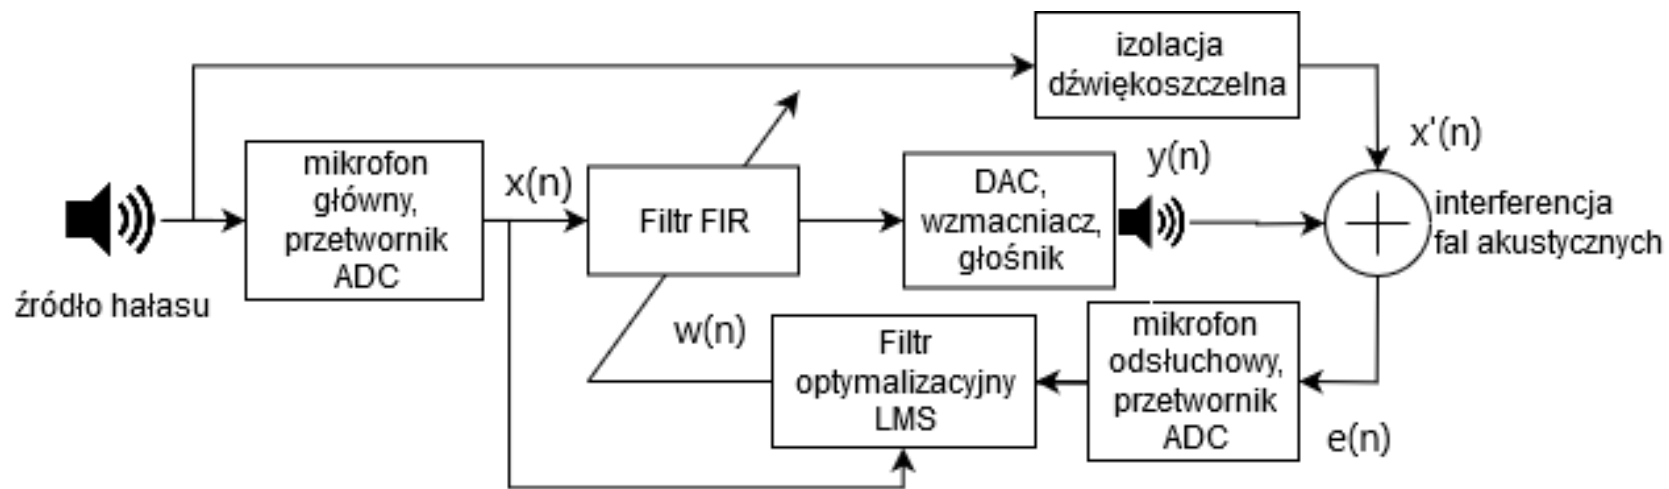 izolacja
dźwiękoszczelna
x'(n)
mikrofon
główny,
przetwornik
ADC
x(n)
Filtr FIR
DAC,
wzmacniacz,
głośnik
y(n)
interferencja
fal akustycznych
źródło hałasu
w(n)
Filtr
optymalizacyjny
LMS
mikrofon
odsłuchowy,
przetwornik
ADC
e(n)